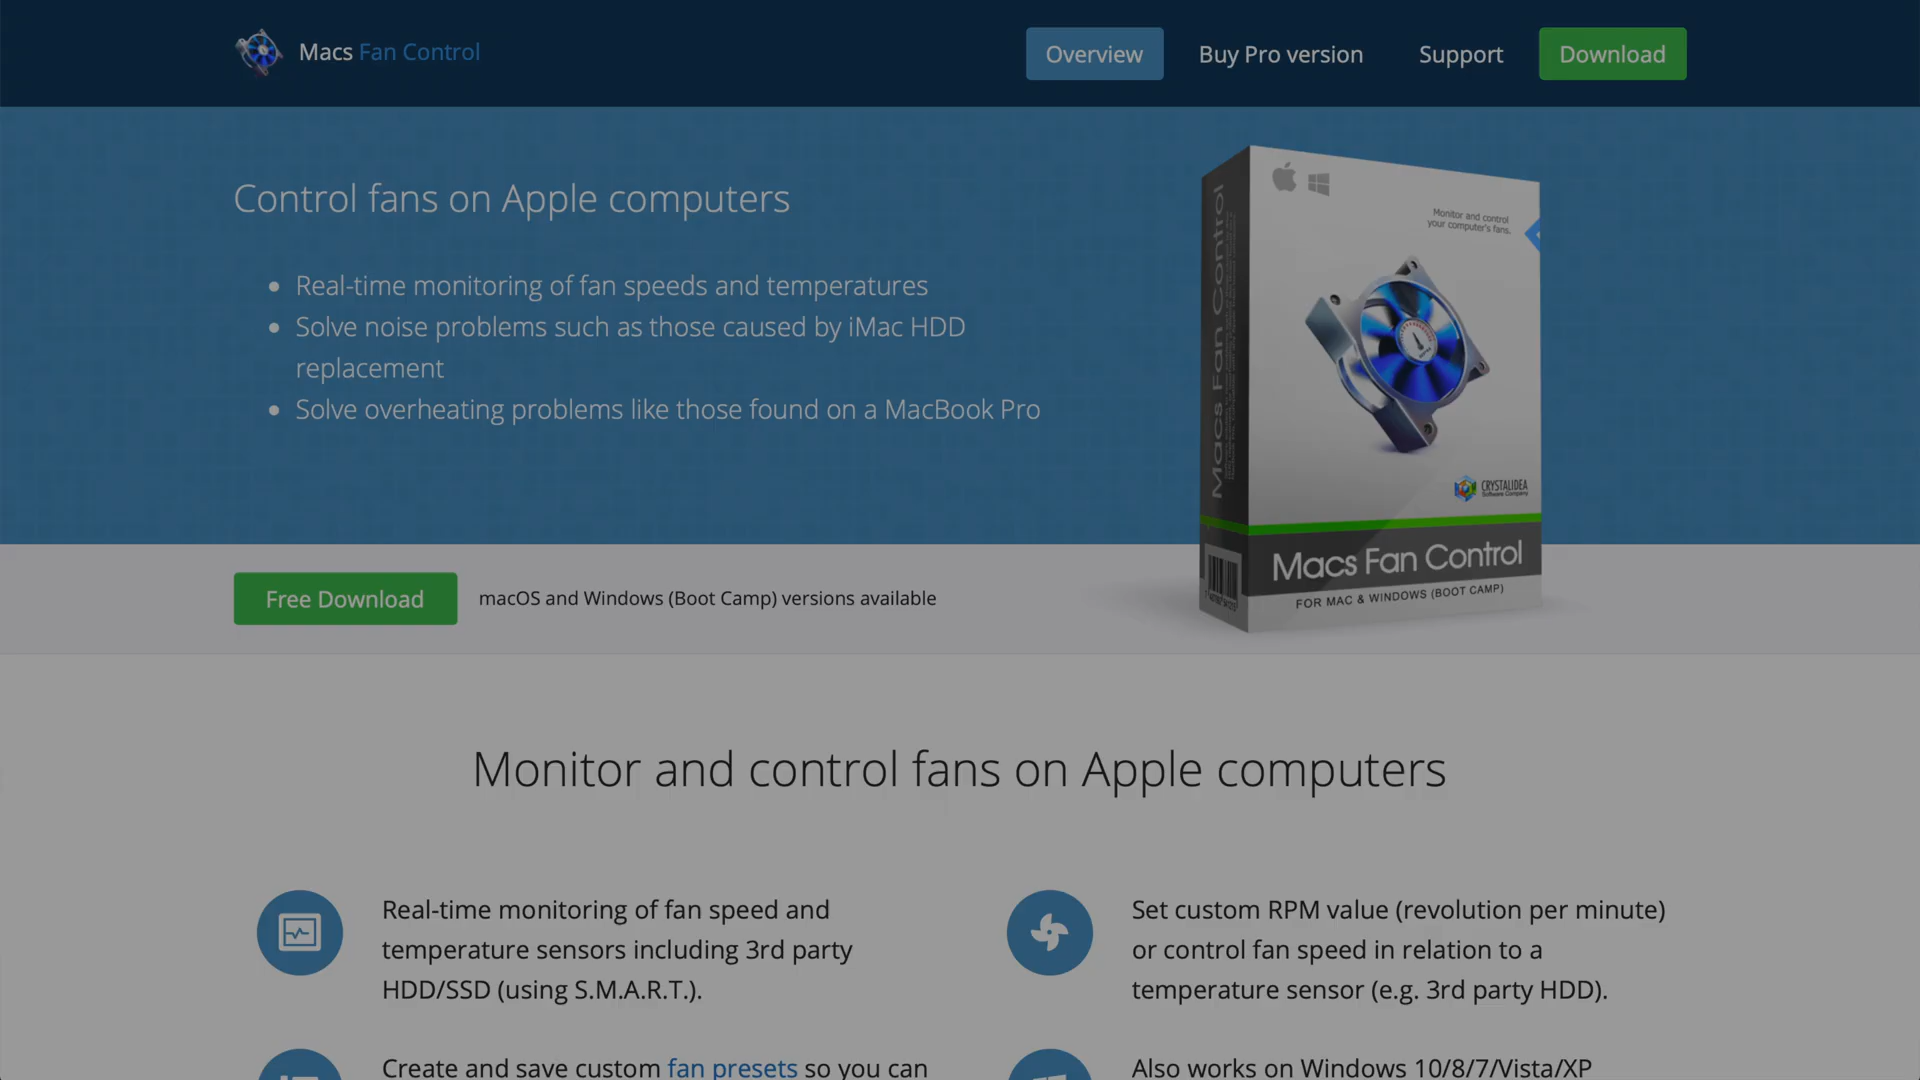 Macs Fan Control
Overview
Buy Pro version
Support
Download
Control fans on Apple computers
Real-time monitoring of fan speeds and temperatures
Solve noise problems such as those caused by iMac HDD
replacement
Solve overheating problems like those found on a MacBook Pro
Macs Fan Control
Monitor and control
your computer's fans.
CRYSTALIDEA
Software Company
Macs Fan Control
FOR MAC & WINDOWS (BOOT CAMP)
Free Download
macOS and Windows (Boot Camp) versions available
Monitor and control fans on Apple computers
Real-time monitoring of fan speed and
temperature sensors including 3rd party
HDD/SSD (using S.M.A.R.T.).
Set custom RPM value (revolution per minute)
or control fan speed in relation to a
temperature sensor (e.g. 3rd party HDD).
Create and save custom fan presets so you can
Also works on Windows 10/8/7/Vista/XP